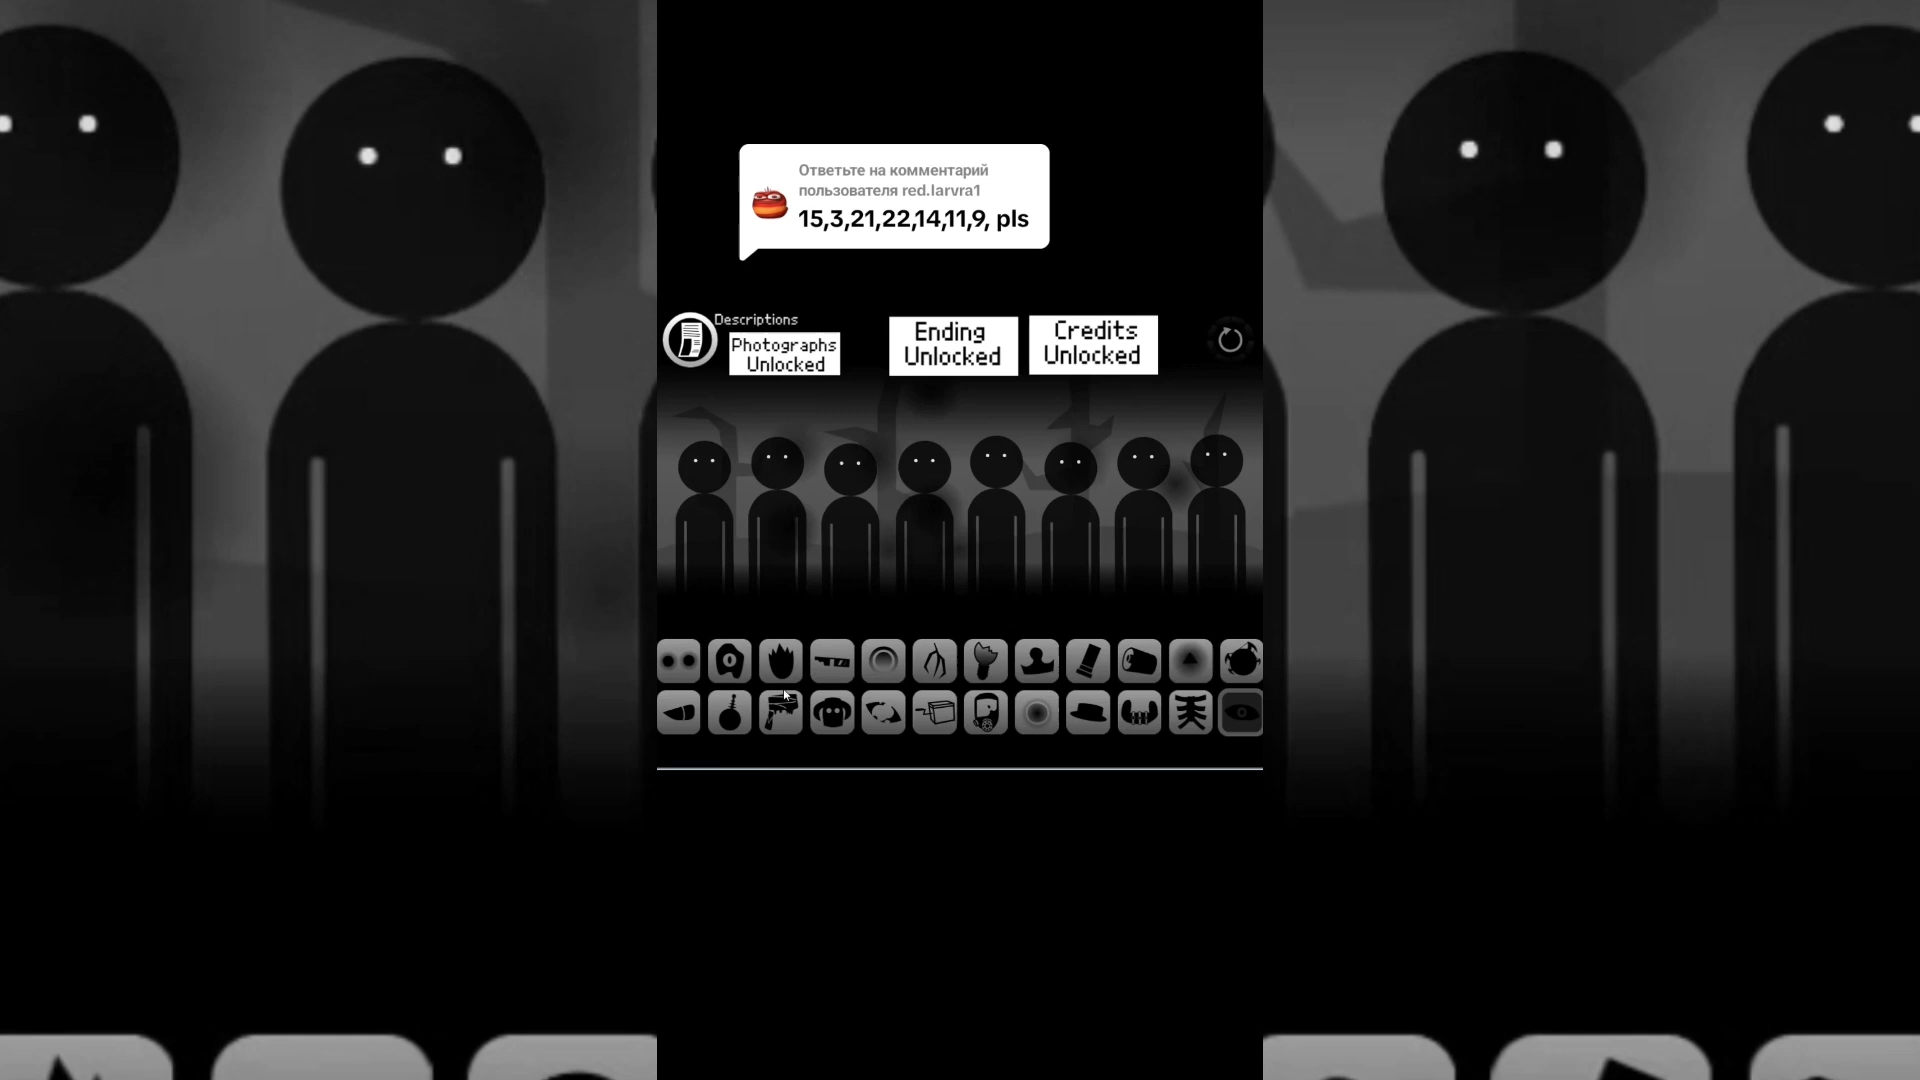 Ответьте на комментарий
пользователя red.larvra1
15,3,21,22,14,11,9, pls
Descriptions
Photographs
Unlocked
Ending
Unlocked
Credits
Unlocked